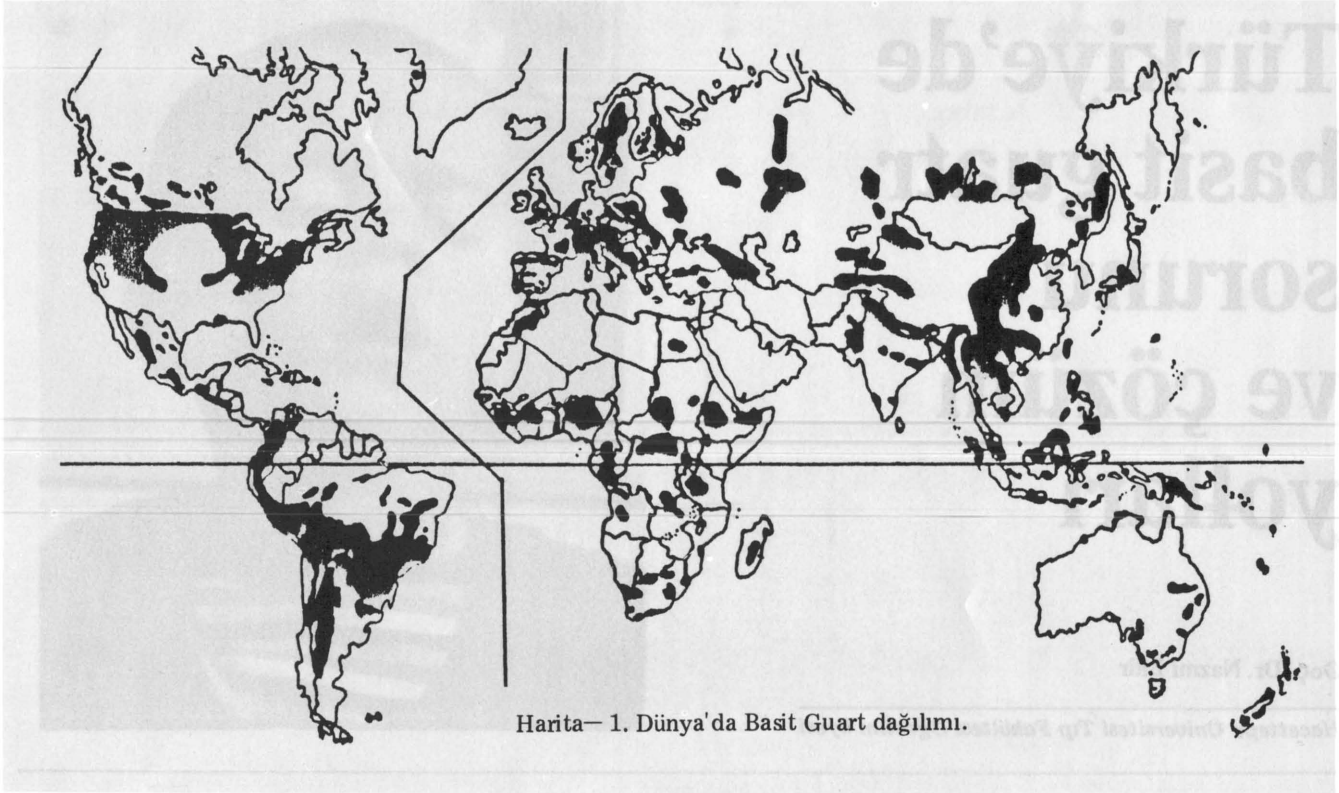 Türkiye'de
basit guatr
sorunu
ve çözüm
yolları
Doç. Dr. Nazmi
Hacettepe Üniversitesi Tıp Fakültesi
Harita— 1. Dünya'da Basit Guart dağılımı.